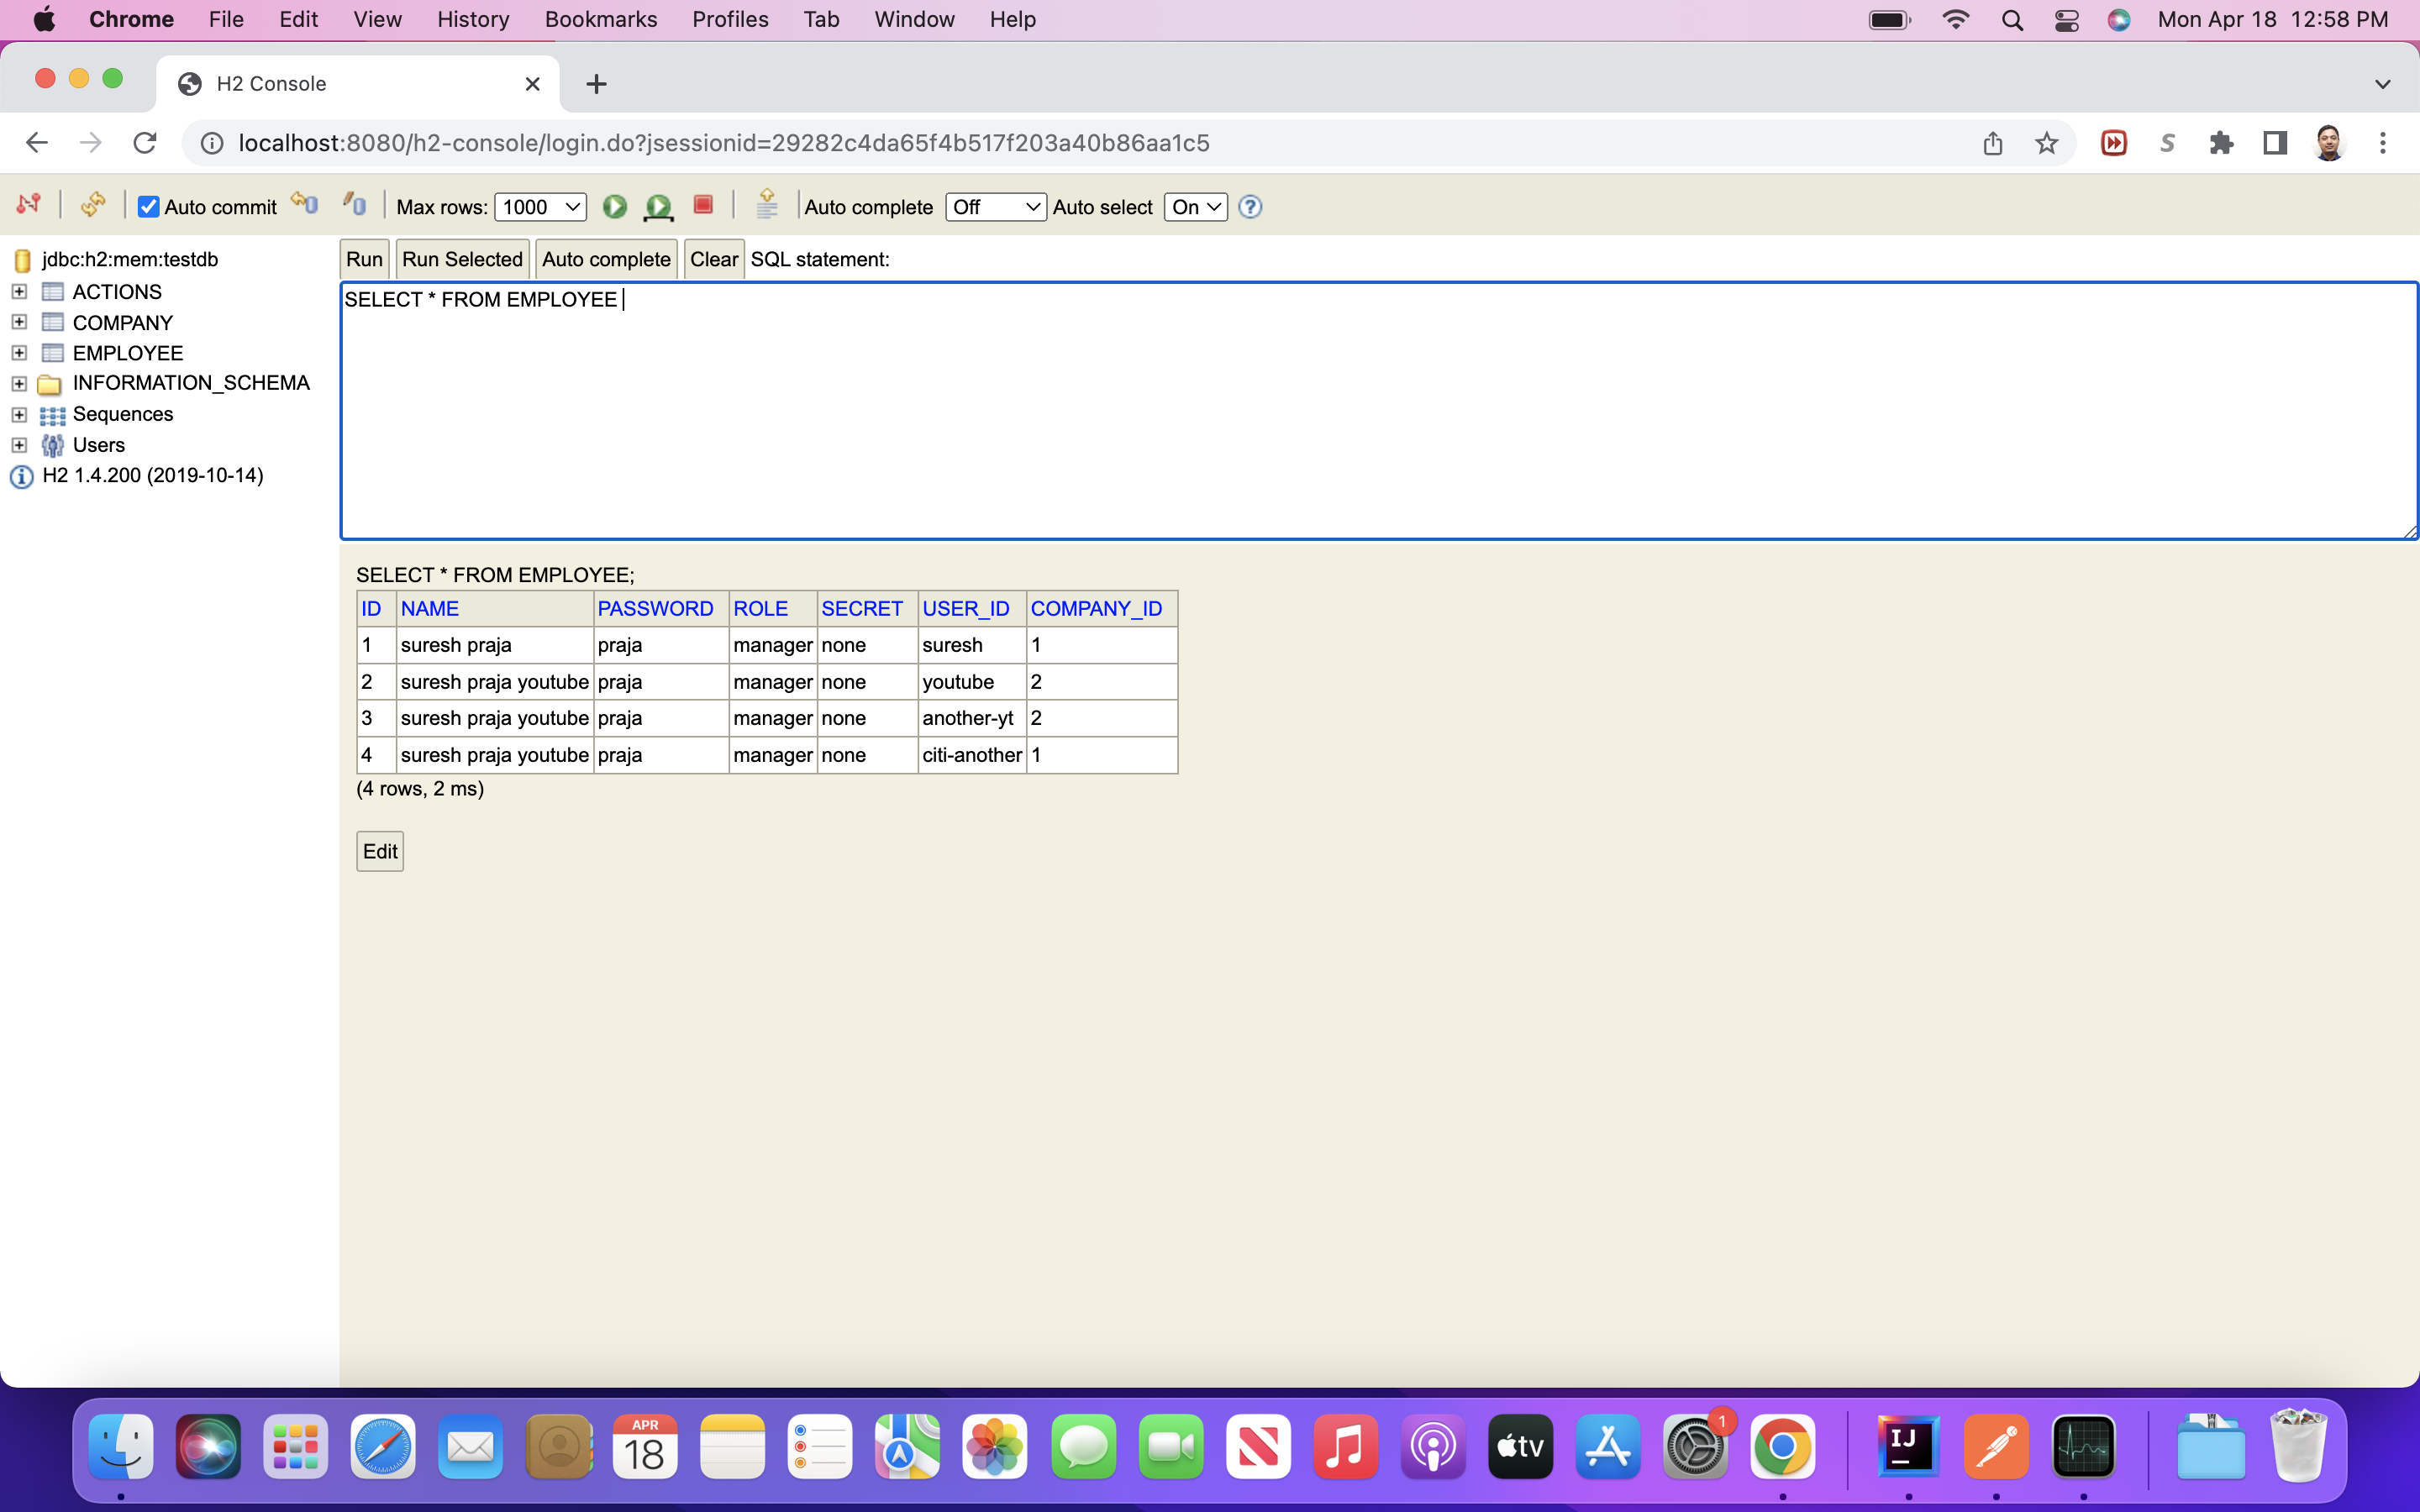 Chrome File Edit View History Bookmarks Profiles Tab Window Help Mon Apr 18 12:58 PM
H2 Console
localhost:8080/h2-console/login.do?jsessionid=29282c4da65f4b517f203a40b86aa1c5
Auto commit Max rows: 1000 Auto complete Off Auto select On
jdbc:h2:mem:testdb
ACTIONS
COMPANY
EMPLOYEE
INFORMATION_SCHEMA
Sequences
Users
H2 1.4.200 (2019-10-14)
Run Run Selected Auto complete Clear SQL statement:
SELECT * FROM EMPLOYEE
SELECT * FROM EMPLOYEE;
ID NAME PASSWORD ROLE SECRET USER_ID COMPANY_ID
1 suresh praja praja manager none suresh 1
2 suresh praja youtube praja manager none youtube 2
3 suresh praja youtube praja manager none another-yt 2
4 suresh praja youtube praja manager none citi-another 1
(4 rows, 2 ms)
Edit
APR
18
tv
1
IJ